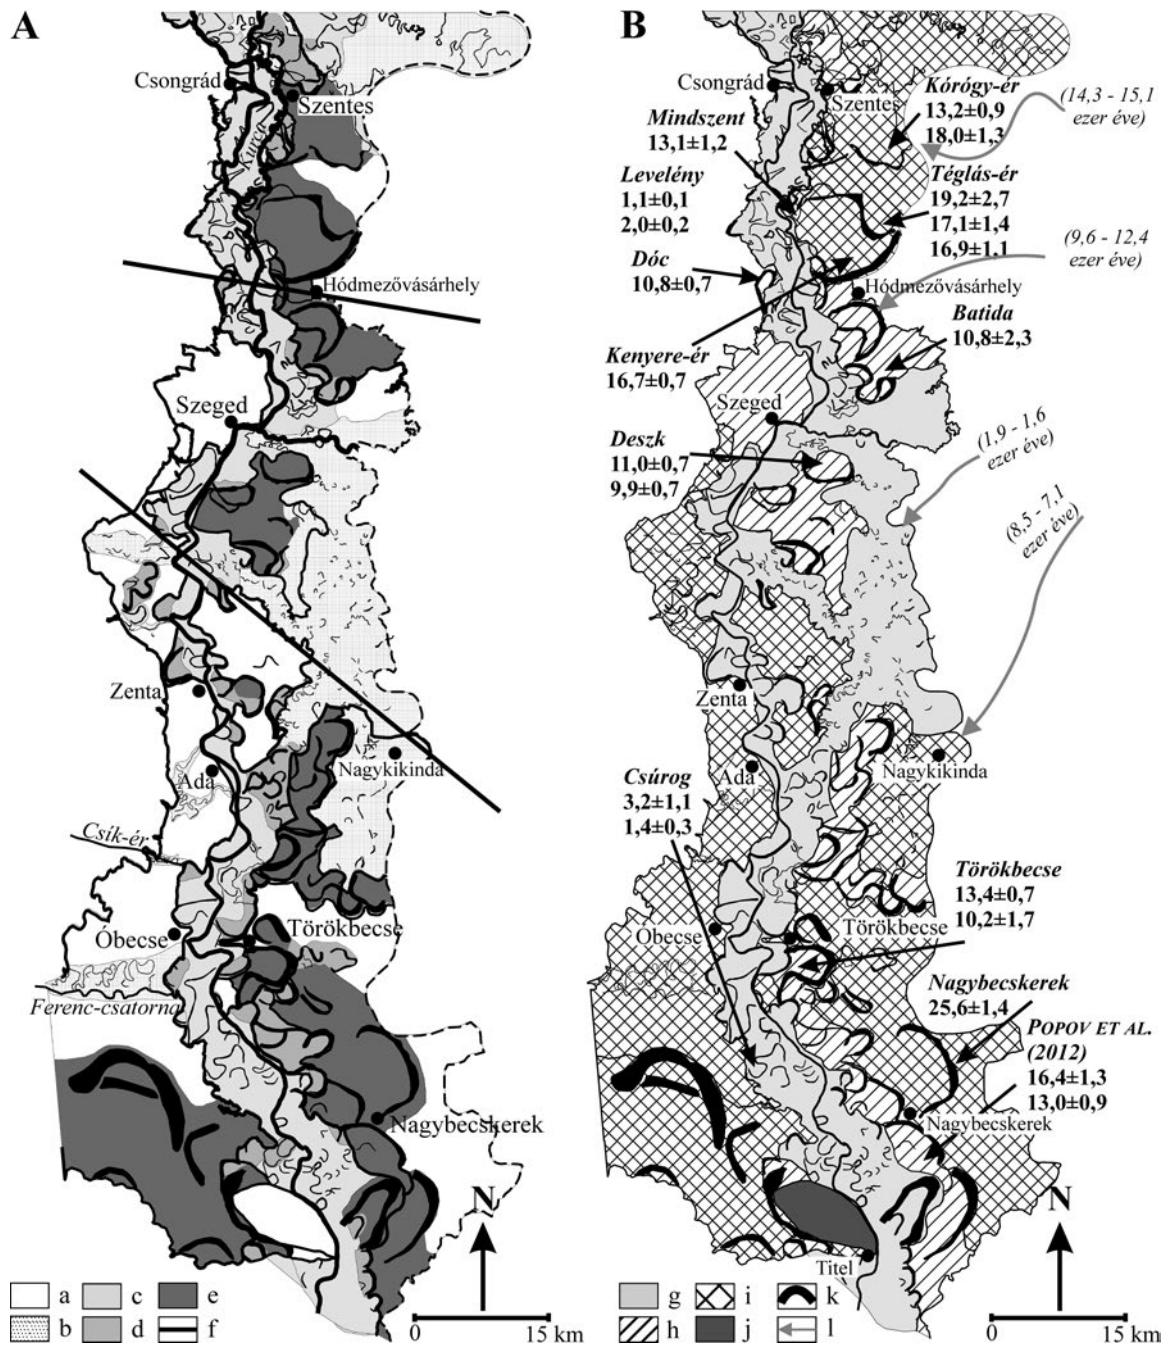 A
Csongrád
Szentes
Kurca
Hódmezővásárhely
Szeged
Zenta
Ada
Nagykikinda
Csík-ér
Óbecse
Törökbecse
Ferenc-csatorna
Nagybecskerek
N
a
c
e
b
d
f
0
15 km
B
Csongrád
Szentes
Kórógy-ér
13,2±0,9
18,0±1,3
(14,3 - 15,1
ezer éve)
Mindszent
13,1±1,2
Levelény
1,1±0,1
2,0±0,2
Téglás-ér
19,2±2,7
17,1±1,4
16,9±1,1
(9,6 - 12,4
ezer éve)
Dóc
10,8±0,7
Hódmezővásárhely
Batida
10,8±2,3
Kenyere-ér
16,7±0,7
Szeged
Deszk
11,0±0,7
9,9±0,7
(1,9 - 1,6
ezer éve)
(8,5 - 7,1
ezer éve)
Zenta
Ada
Nagykikinda
Csúrog
3,2±1,1
1,4±0,3
Törökbecse
13,4±0,7
10,2±1,7
Óbecse
Törökbecse
Nagybecskerek
25,6±1,4
POPOV ET AL.
(2012)
16,4±1,3
13,0±0,9
Nagybecskerek
Titel
N
g
i
k
h
j
l
0
15 km